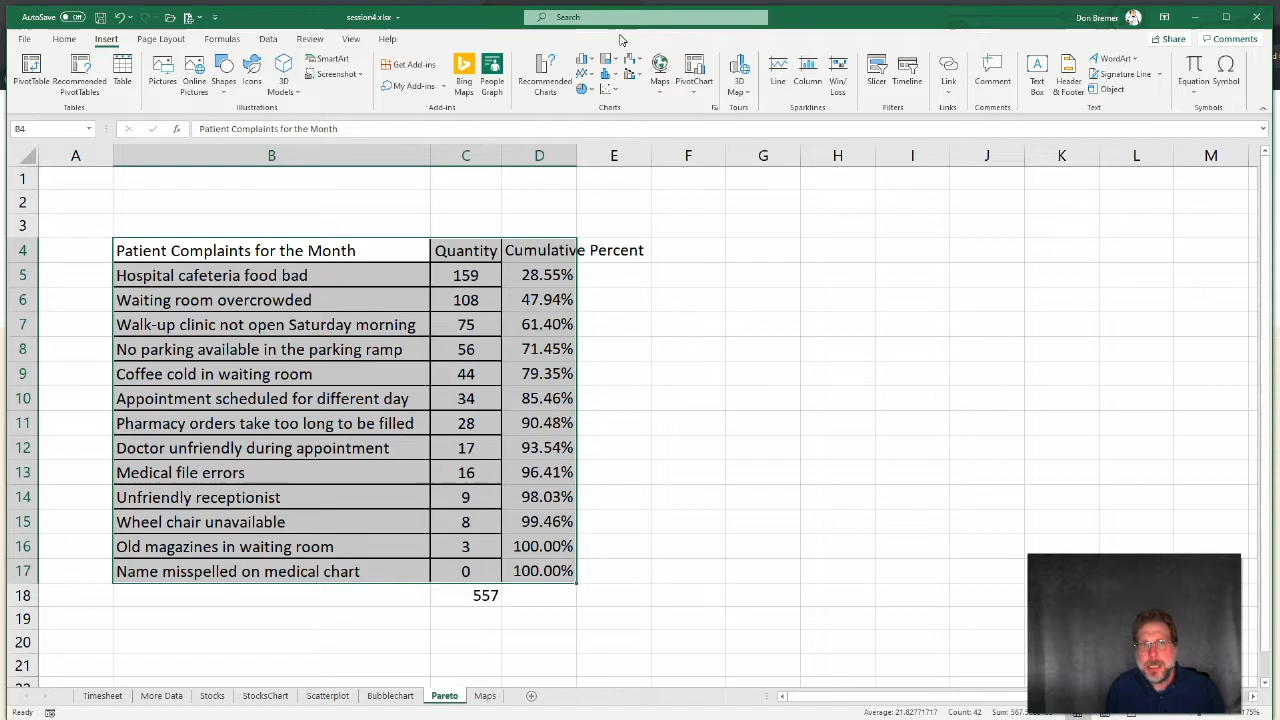 AutoSave Off session4.xlsx Search Don Bremer
File Home Insert Page Layout Formulas Data Review View Help Share Comments
PivotTable Recommended PivotTables Table Pictures Online Pictures Shapes Icons 3D Models SmartArt Screenshot Get Add-ins My Add-ins Bing Maps People Graph Recommended Charts Maps PivotChart 3D Map Line Column Win/Loss Slicer Timeline Link Comment Text Box Header & Footer WordArt Signature Line Object Equation Symbol
Tables Illustrations Add-ins Charts Tours Sparklines Filters Links Comments Text Symbols
B4 fx Patient Complaints for the Month
A B C D E F G H I J K L M
1
2
3
4 Patient Complaints for the Month Quantity Cumulative Percent
5 Hospital cafeteria food bad 159 28.55%
6 Waiting room overcrowded 108 47.94%
7 Walk-up clinic not open Saturday morning 75 61.40%
8 No parking available in the parking ramp 56 71.45%
9 Coffee cold in waiting room 44 79.35%
10 Appointment scheduled for different day 34 85.46%
11 Pharmacy orders take too long to be filled 28 90.48%
12 Doctor unfriendly during appointment 17 93.54%
13 Medical file errors 16 96.41%
14 Unfriendly receptionist 9 98.03%
15 Wheel chair unavailable 8 99.46%
16 Old magazines in waiting room 3 100.00%
17 Name misspelled on medical chart 0 100.00%
18 557
19
20
21
Timesheet More Data Stocks StocksChart Scatterplot Bubblechart Pareto Maps
Ready Average: 21.82771717 Count: 42 175%